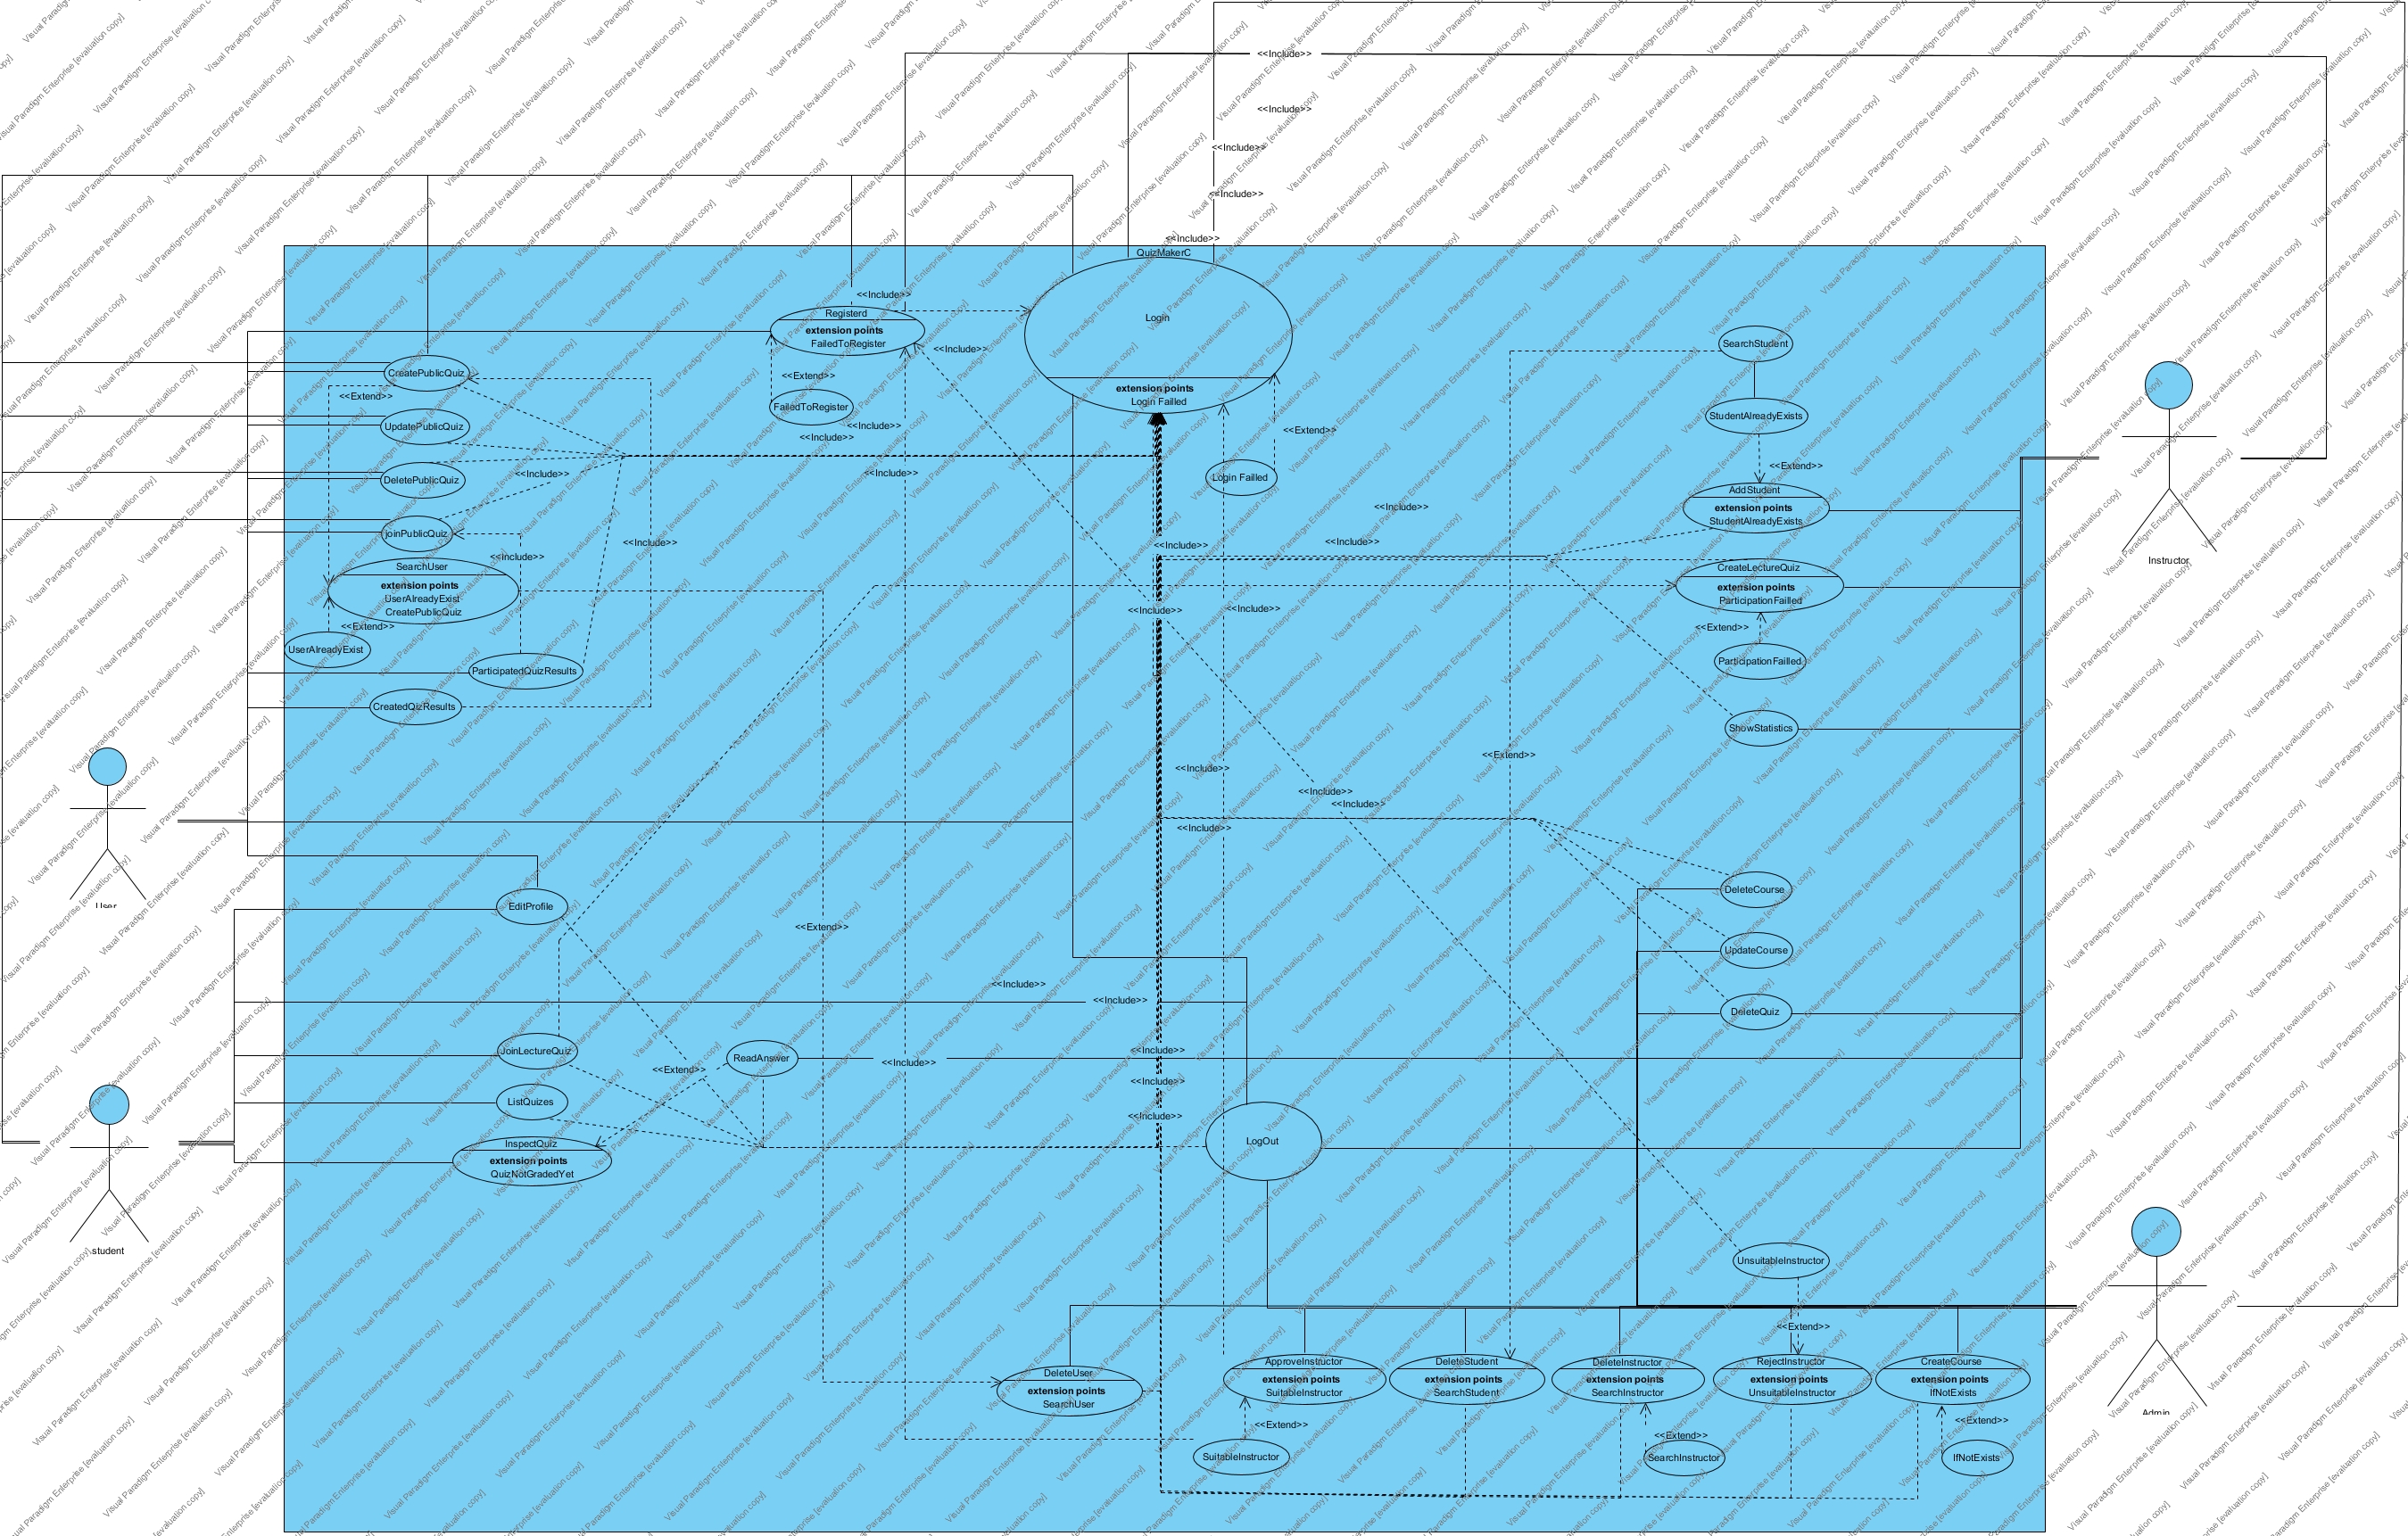 <<Include>>
<<Include>>
<<Include>>
<<Include>>
<<Include>>
QuizMakerC
<<Include>>
Registerd
extension points
FailedToRegister
Login
extension points
Login Failled
<<Include>>
SearchStudent
CreatePublicQuiz
<<Extend>>
<<Extend>>
FailedToRegister
StudentAlreadyExists
UpdatePublicQuiz
<<Include>>
<<Include>>
<<Extend>>
DeletePublicQuiz
<<Include>>
<<Include>>
Login Failled
<<Extend>>
AddStudent
extension points
StudentAlreadyExists
<<Include>>
joinPublicQuiz
<<Include>>
<<Include>>
<<Include>>
<<Include>>
Instructor
SearchUser
extension points
UserAlreadyExist
CreatePublicQuiz
CreateLectureQuiz
extension points
ParticipationFailled
<<Include>>
<<Include>>
<<Extend>>
<<Extend>>
UserAlreadyExist
ParticipatedQuizResults
ParticipationFailled
CreatedQizResults
ShowStatistics
<<Extend>>
<<Include>>
<<Include>>
<<Include>>
<<Include>>
DeleteCourse
User
EditProfile
<<Extend>>
UpdateCourse
<<Include>>
<<Include>>
DeleteQuiz
JoinLectureQuiz
ReadAnswer
<<Include>>
<<Include>>
<<Extend>>
<<Include>>
ListQuizes
<<Include>>
InspectQuiz
extension points
QuizNotGradedYet
LogOut
student
UnsuitableInstructor
<<Extend>>
DeleteUser
extension points
SearchUser
ApproveInstructor
extension points
SuitableInstructor
DeleteStudent
extension points
SearchStudent
DeleteInstructor
extension points
SearchInstructor
RejectInstructor
extension points
UnsuitableInstructor
CreateCourse
extension points
IfNotExists
Admin
<<Extend>>
<<Extend>>
<<Extend>>
SuitableInstructor
SearchInstructor
IfNotExists
Visual Paradigm Enterprise [evaluation copy]